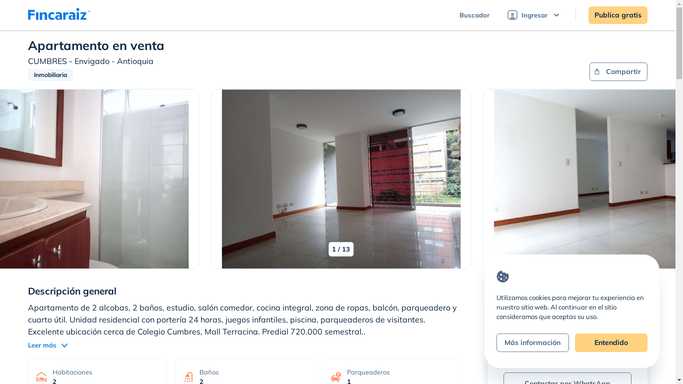 Fincaraiz
Buscador
Ingresar
Publica gratis
Apartamento en venta
CUMBRES - Envigado - Antioquia
Inmobiliaria
Compartir
1 / 13
Descripción general
Apartamento de 2 alcobas, 2 baños, estudio, salón comedor, cocina integral, zona de ropas, balcón, parqueadero y
cuarto útil. Unidad residencial con portería 24 horas, juegos infantiles, piscina, parqueaderos de visitantes.
Excelente ubicación cerca de Colegio Cumbres, Mall Terracina. Predial 720.000 semestral..
Leer más
Habitaciones
2
Baños
2
Parqueaderos
1
Utilizamos cookies para mejorar tu experiencia en
nuestro sitio web. Al continuar en el sitio
consideramos que aceptas su uso.
Más información
Entendido
Contactar por WhatsApp